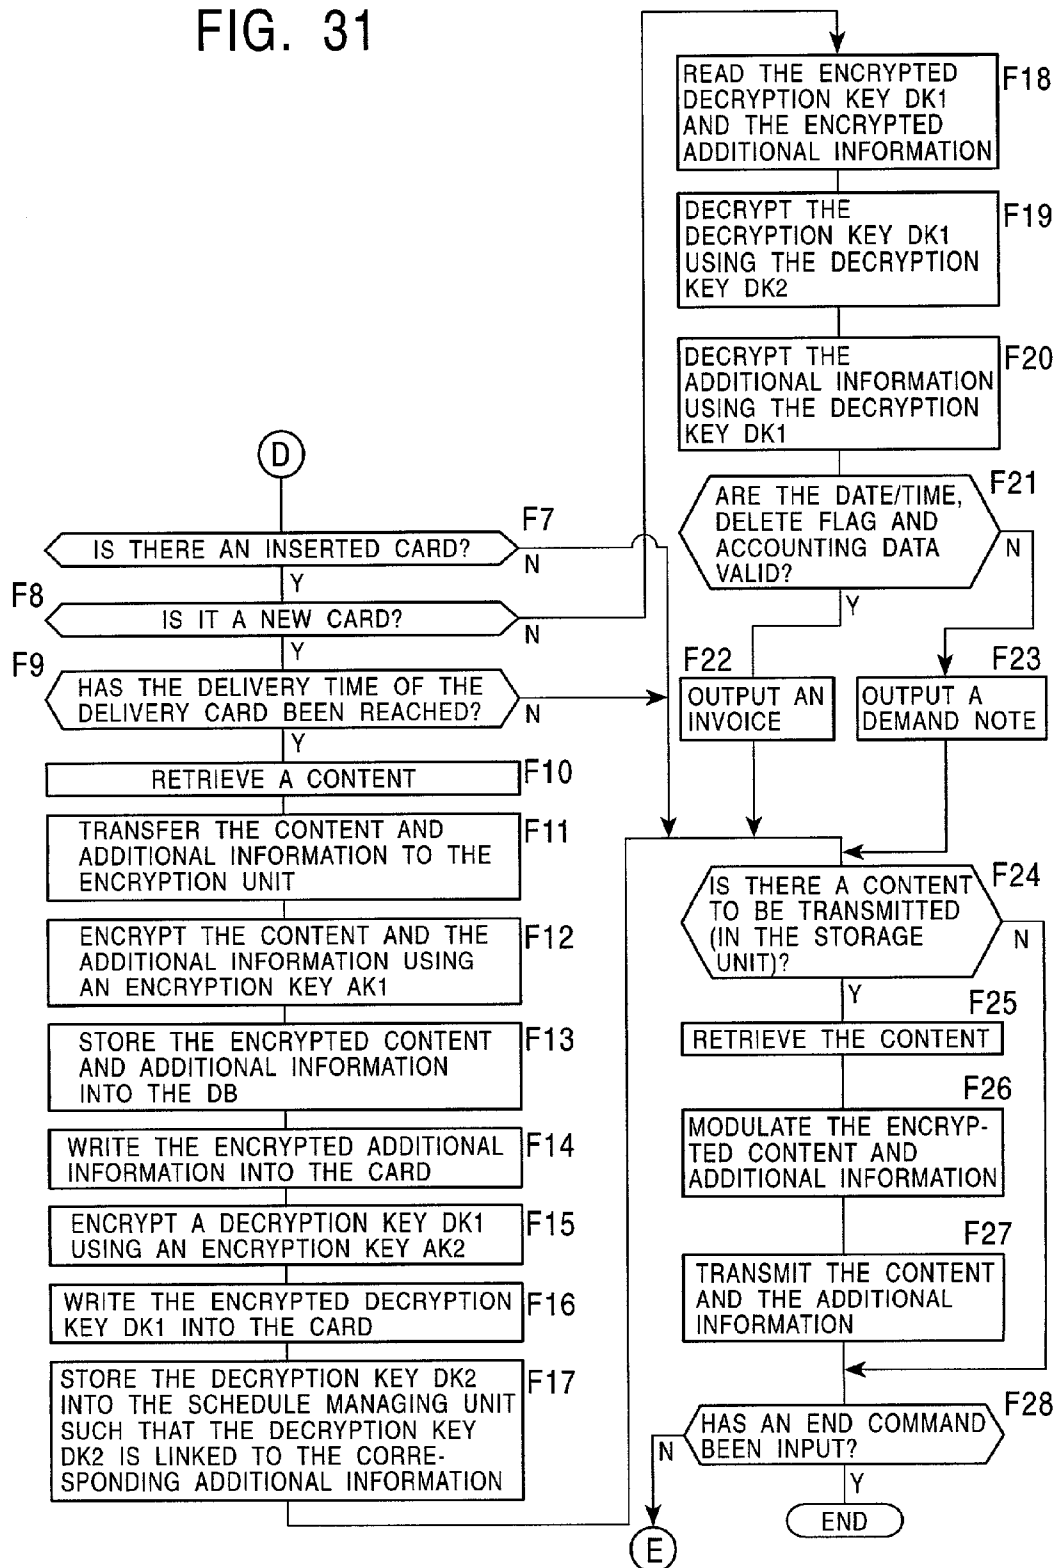 FIG. 31
D
IS THERE AN INSERTED CARD?
F7
N
Y
F8
IS IT A NEW CARD?
N
Y
F9
HAS THE DELIVERY TIME OF THE
DELIVERY CARD BEEN REACHED?
N
Y
RETRIEVE A CONTENT
F10
TRANSFER THE CONTENT AND
ADDITIONAL INFORMATION TO THE
ENCRYPTION UNIT
F11
ENCRYPT THE CONTENT AND THE
ADDITIONAL INFORMATION USING
AN ENCRYPTION KEY AK1
F12
STORE THE ENCRYPTED CONTENT
AND ADDITIONAL INFORMATION
INTO THE DB
F13
WRITE THE ENCRYPTED ADDITIONAL
INFORMATION INTO THE CARD
F14
ENCRYPT A DECRYPTION KEY DK1
USING AN ENCRYPTION KEY AK2
F15
WRITE THE ENCRYPTED DECRYPTION
KEY DK1 INTO THE CARD
F16
STORE THE DECRYPTION KEY DK2
INTO THE SCHEDULE MANAGING UNIT
SUCH THAT THE DECRYPTION KEY
DK2 IS LINKED TO THE CORRE-
SPONDING ADDITIONAL INFORMATION
F17
READ THE ENCRYPTED
DECRYPTION KEY DK1
AND THE ENCRYPTED
ADDITIONAL INFORMATION
F18
DECRYPT THE
DECRYPTION KEY DK1
USING THE DECRYPTION
KEY DK2
F19
DECRYPT THE
ADDITIONAL INFORMATION
USING THE DECRYPTION
KEY DK1
F20
ARE THE DATE/TIME,
DELETE FLAG AND
ACCOUNTING DATA
VALID?
F21
N
Y
F22
OUTPUT AN
INVOICE
F23
OUTPUT A
DEMAND NOTE
IS THERE A CONTENT
TO BE TRANSMITTED
(IN THE STORAGE
UNIT)?
F24
N
Y
F25
RETRIEVE THE CONTENT
F26
MODULATE THE ENCRYP-
TED CONTENT AND
ADDITIONAL INFORMATION
F27
TRANSMIT THE CONTENT
AND THE ADDITIONAL
INFORMATION
F28
HAS AN END COMMAND
BEEN INPUT?
N
Y
END
E